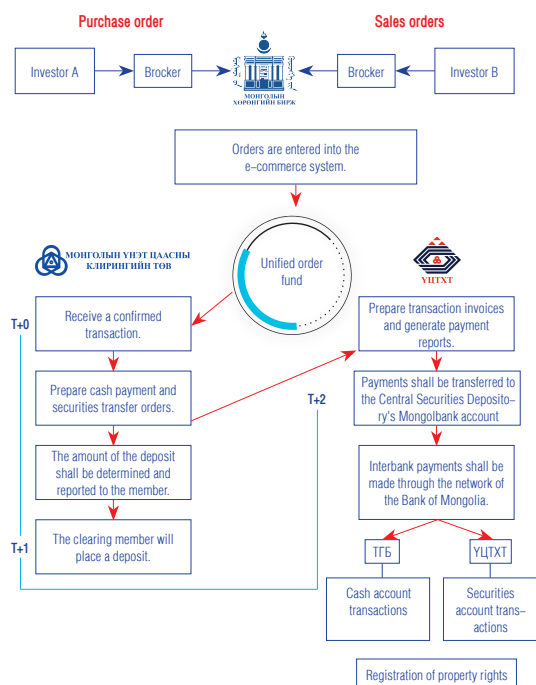 Purchase order
Sales orders
Investor A
Brocker
Brocker
Investor B
МОНГОЛЫН
ХӨРӨНГИЙН БИРЖ
Orders are entered into the
e-commerce system.
Unified order
fund
МОНГОЛЫН ҮНЭТ ЦААСНЫ
КЛИРИНГИЙН ТӨВ
ҮЦТХТ
T+0
Receive a confirmed
transaction.
Prepare cash payment and
securities transfer orders.
The amount of the deposit
shall be determined and
reported to the member.
T+1
The clearing member will
place a deposit.
T+2
Prepare transaction invoices
and generate payment
reports.
Payments shall be transferred to
the Central Securities Deposito-
ry's Mongolbank account
Interbank payments shall be
made through the network of
the Bank of Mongolia.
ТГБ
ҮЦТХТ
Cash account
transactions
Securities
account trans-
actions
Registration of property rights